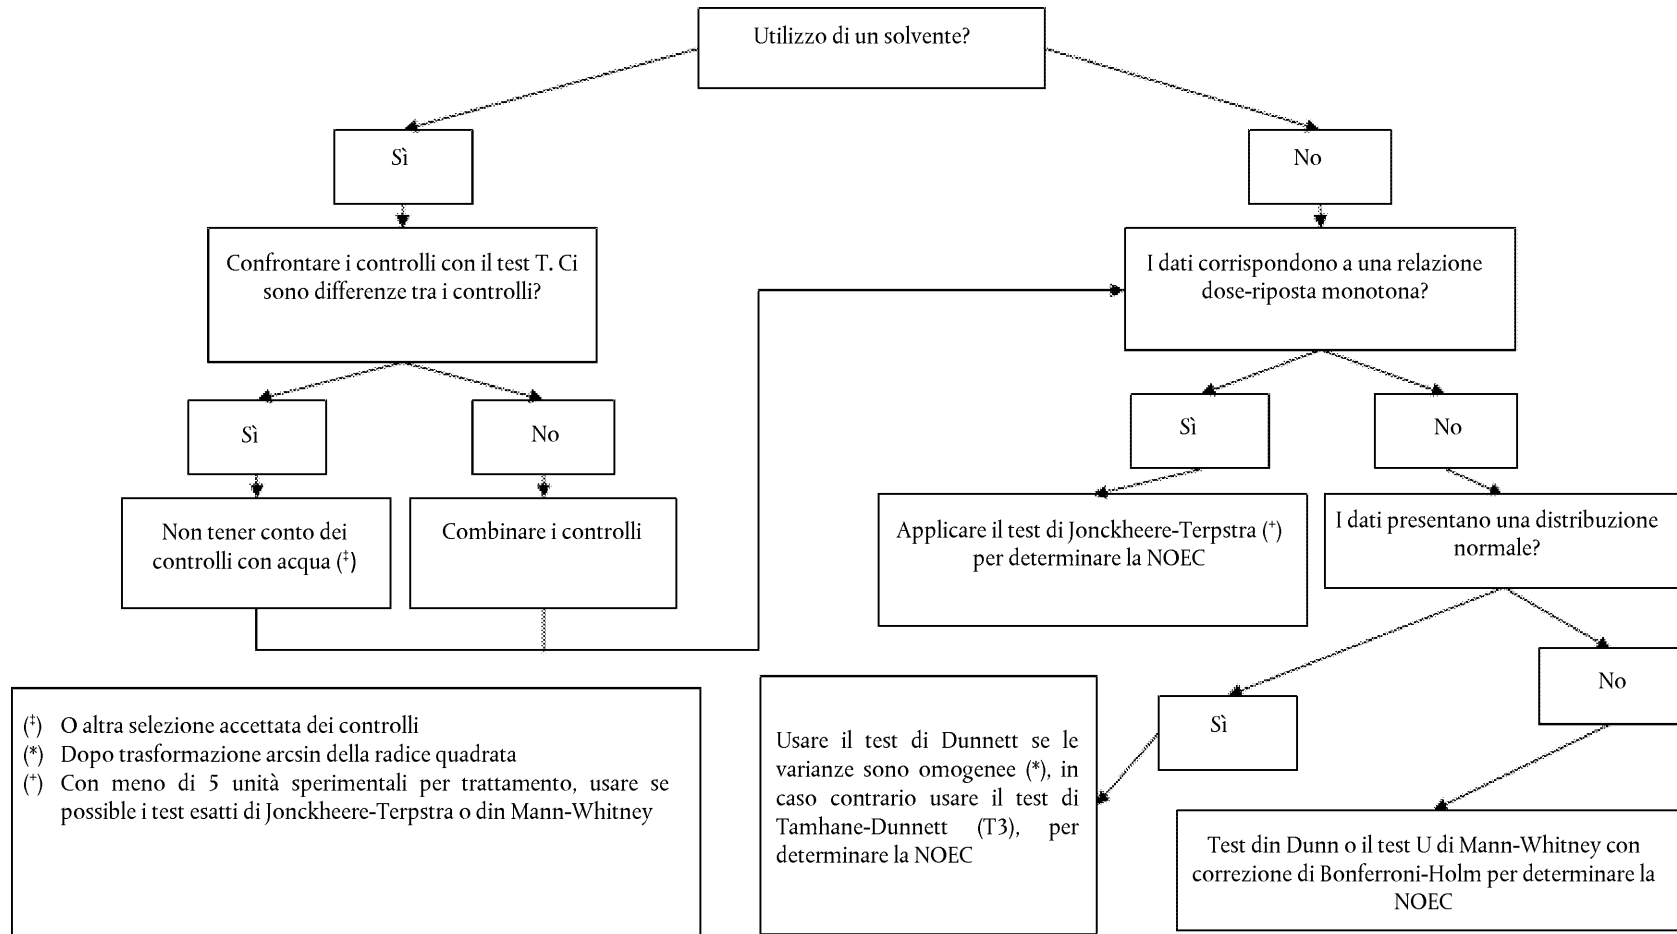 Utilizzo di un solvente?
Sì
No
Confrontare i controlli con il test T. Ci
sono differenze tra i controlli?
I dati corrispondono a una relazione
dose-riposta monotona?
Sì
No
Sì
No
Non tener conto dei
controlli con acqua (‡)
Combinare i controlli
Applicare il test di Jonckheere-Terpstra (⁺)
per determinare la NOEC
I dati presentano una distribuzione
normale?
Sì
No
(‡) O altra selezione accettata dei controlli
(*) Dopo trasformazione arcsin della radice quadrata
(⁺) Con meno di 5 unità sperimentali per trattamento, usare se
possible i test esatti di Jonckheere-Terpstra o din Mann-Whitney
Usare il test di Dunnett se le
varianze sono omogenee (*), in
caso contrario usare il test di
Tamhane-Dunnett (T3), per
determinare la NOEC
Test din Dunn o il test U di Mann-Whitney con
correzione di Bonferroni-Holm per determinare la
NOEC